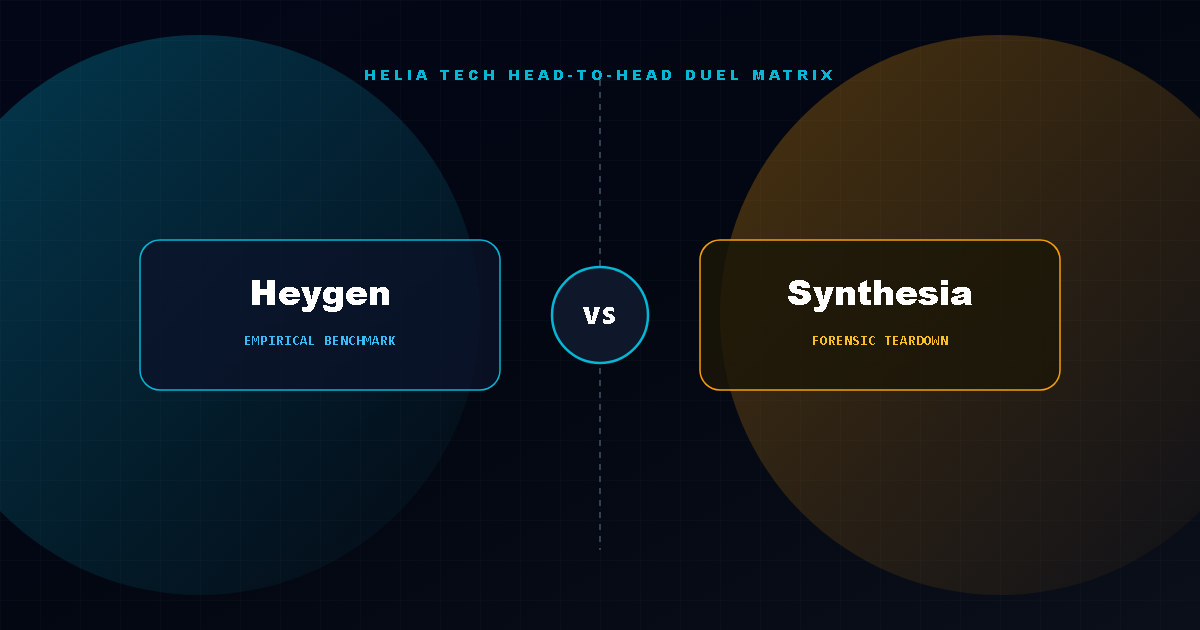 HELIA TECH HEAD-TO-HEAD DUEL MATRIX
Heygen
EMPIRICAL BENCHMARK
VS
Synthesia
FORENSIC TEARDOWN